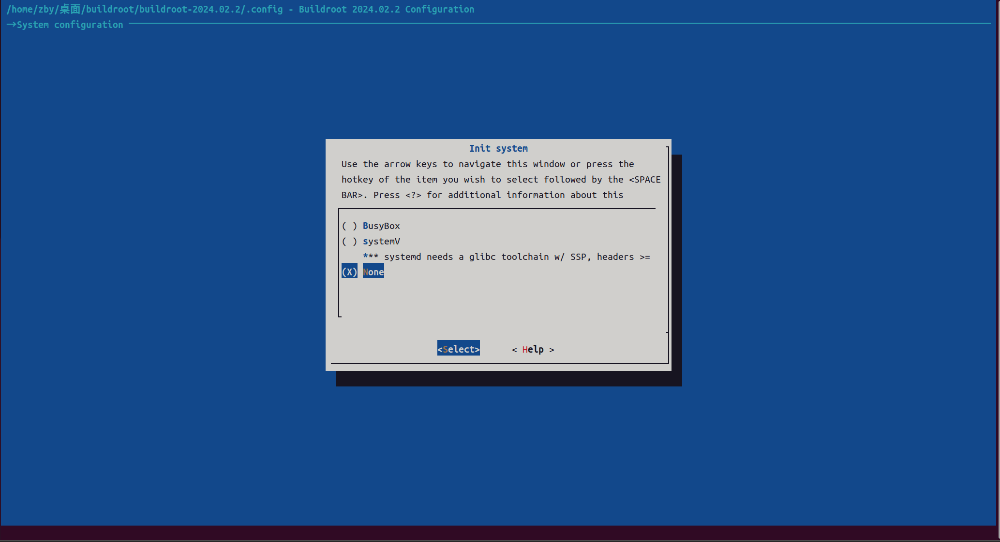 /home/zby/桌面/buildroot/buildroot-2024.02.2/.config - Buildroot 2024.02.2 Configuration
→System configuration
Init system
Use the arrow keys to navigate this window or press the
hotkey of the item you wish to select followed by the <SPACE
BAR>. Press <?> for additional information about this
( ) BusyBox
( ) systemV
*** systemd needs a glibc toolchain w/ SSP, headers >=
(X) None
<Select> < Help >